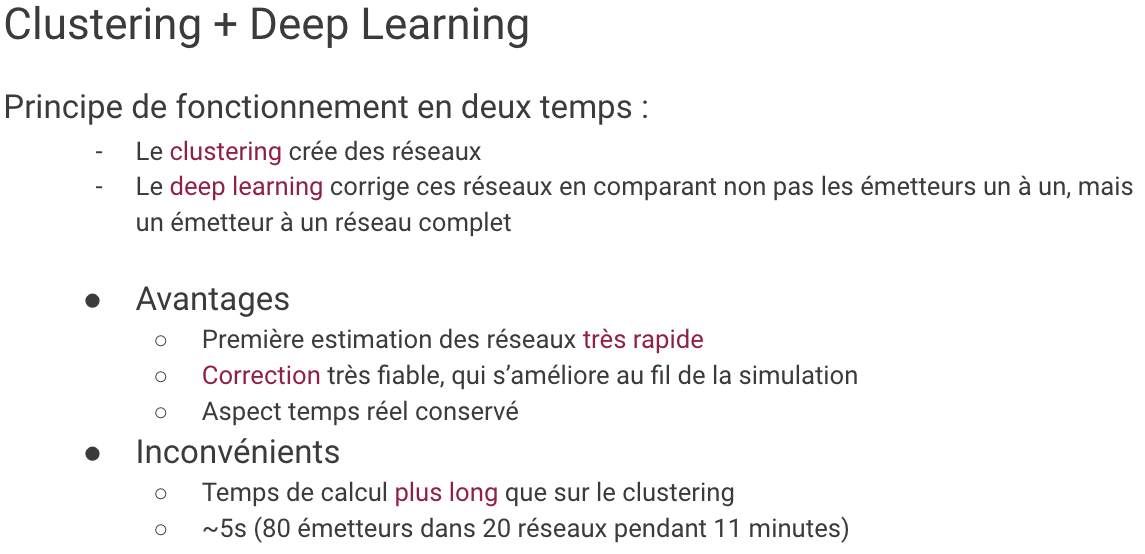 Clustering + Deep Learning
Principe de fonctionnement en deux temps :
- Le clustering crée des réseaux
- Le deep learning corrige ces réseaux en comparant non pas les émetteurs un à un, mais
un émetteur à un réseau complet
● Avantages
○ Première estimation des réseaux très rapide
○ Correction très fiable, qui s’améliore au fil de la simulation
○ Aspect temps réel conservé
● Inconvénients
○ Temps de calcul plus long que sur le clustering
○ ~5s (80 émetteurs dans 20 réseaux pendant 11 minutes)